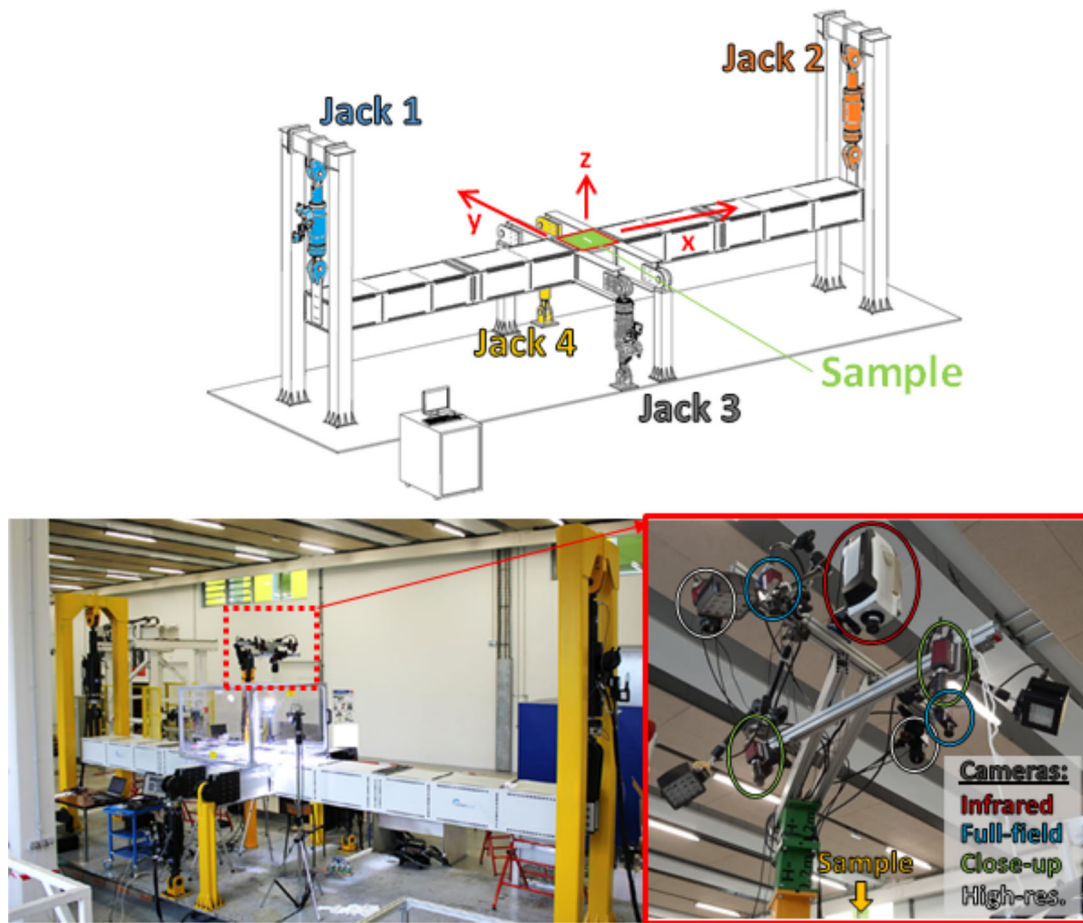 Jack 2
Jack 1
z
y
x
Jack 4
Sample
Jack 3
Cameras:
Infrared
Full-field
Close-up
High-res.
Sample